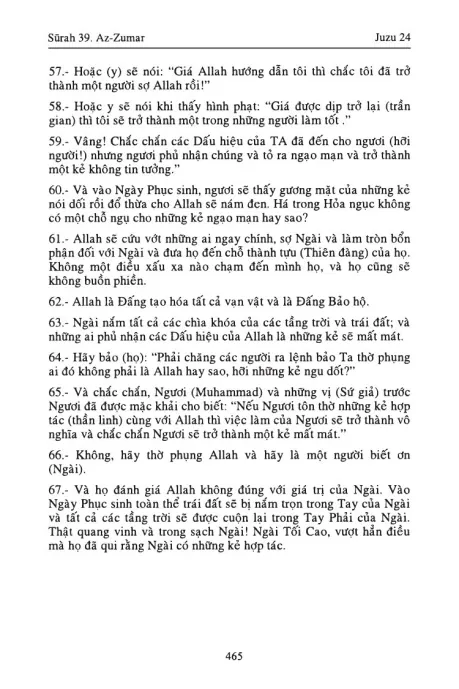 Sūrah 39. Az-Zumar Juzu 24
57.- Hoặc (y) sẽ nói: “Giá Allah hướng dẫn tôi thì chắc tôi đã trở
thành một người sợ Allah rồi!”
58.- Hoặc y sẽ nói khi thấy hình phạt: “Giá được dịp trở lại (trần
gian) thì tôi sẽ trở thành một trong những người làm tốt .”
59.- Vâng! Chắc chắn các Dấu hiệu của TA đã đến cho ngươi (hỡi
người!) nhưng ngươi phủ nhận chúng và tỏ ra ngạo mạn và trở thành
một kẻ không tin tưởng.”
60.- Và vào Ngày Phục sinh, ngươi sẽ thấy gương mặt của những kẻ
nói dối rồi đổ thừa cho Allah sẽ nám đen. Há trong Hỏa ngục không
có một chỗ ngụ cho những kẻ ngạo mạn hay sao?
61.- Allah sẽ cứu vớt những ai ngay chính, sợ Ngài và làm tròn bổn
phận đối với Ngài và đưa họ đến chỗ thành tựu (Thiên đàng) của họ.
Không một điều xấu xa nào chạm đến mình họ, và họ cũng sẽ
không buồn phiền.
62.- Allah là Đấng tạo hóa tất cả vạn vật và là Đấng Bảo hộ.
63.- Ngài nắm tất cả các chìa khóa của các tầng trời và trái đất; và
những ai phủ nhận các Dấu hiệu của Allah là những kẻ sẽ mất mát.
64.- Hãy bảo (họ): “Phải chăng các người ra lệnh bảo Ta thờ phụng
ai đó không phải là Allah hay sao, hỡi những kẻ ngu dốt?”
65.- Và chắc chắn, Ngươi (Muhammad) và những vị (Sứ giả) trước
Ngươi đã được mặc khải cho biết: “Nếu Ngươi tôn thờ những kẻ hợp
tác (thần linh) cùng với Allah thì việc làm của Ngươi sẽ trở thành vô
nghĩa và chắc chắn Ngươi sẽ trở thành một kẻ mất mát.”
66.- Không, hãy thờ phụng Allah và hãy là một người biết ơn
(Ngài).
67.- Và họ đánh giá Allah không đúng với giá trị của Ngài. Vào
Ngày Phục sinh toàn thể trái đất sẽ bị nắm trọn trong Tay của Ngài
và tất cả các tầng trời sẽ được cuộn lại trong Tay Phải của Ngài.
Thật quang vinh và trong sạch Ngài! Ngài Tối Cao, vượt hẳn điều
mà họ đã qui rằng Ngài có những kẻ hợp tác.
465